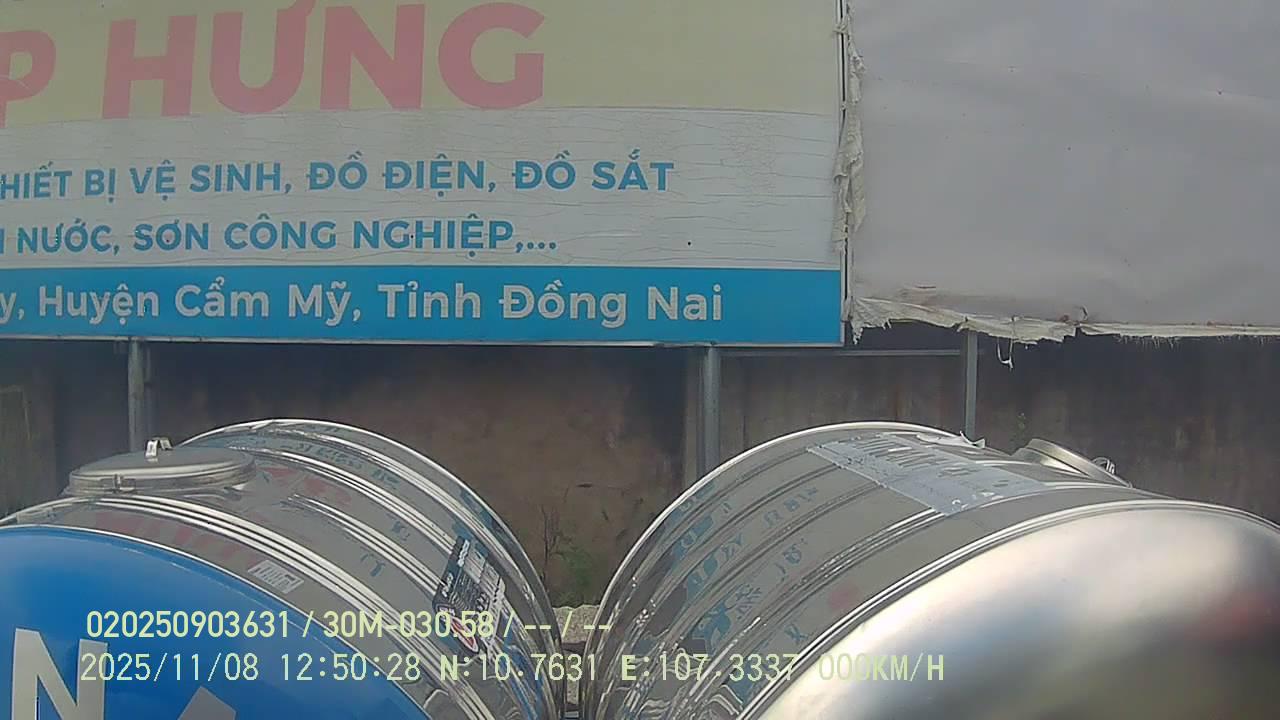 P HƯNG
HIẾT BỊ VỆ SINH, ĐỒ ĐIỆN, ĐỒ SẮT
NƯỚC, SƠN CÔNG NGHIỆP,...
y, Huyện Cẩm Mỹ, Tỉnh Đồng Nai
N
020250903631 / 30M-030.58 / -- / --
2025/11/08 12:50:28 N:10.7631 E:107.3337 000KM/H